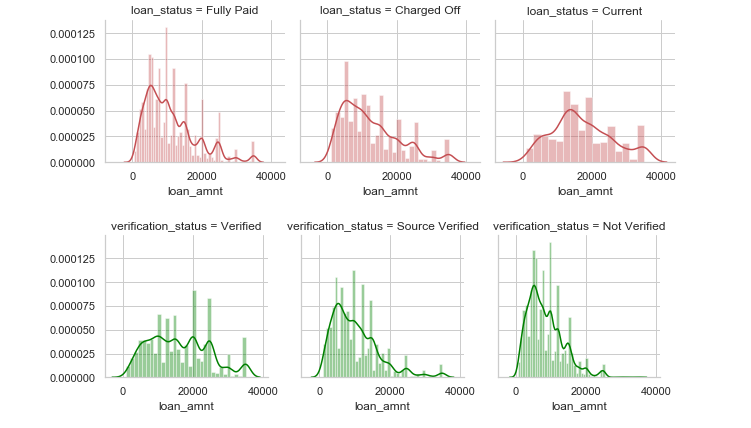 loan_status = Fully Paid loan_status = Charged Off loan_status = Current
0.000125
0.000100
0.000075
0.000050
0.000025
0.000000
0 20000 40000 0 20000 40000 0 20000 40000
loan_amnt loan_amnt loan_amnt
verification_status = Verified verification_status = Source Verified verification_status = Not Verified
0.000125
0.000100
0.000075
0.000050
0.000025
0.000000
0 20000 40000 0 20000 40000 0 20000 40000
loan_amnt loan_amnt loan_amnt